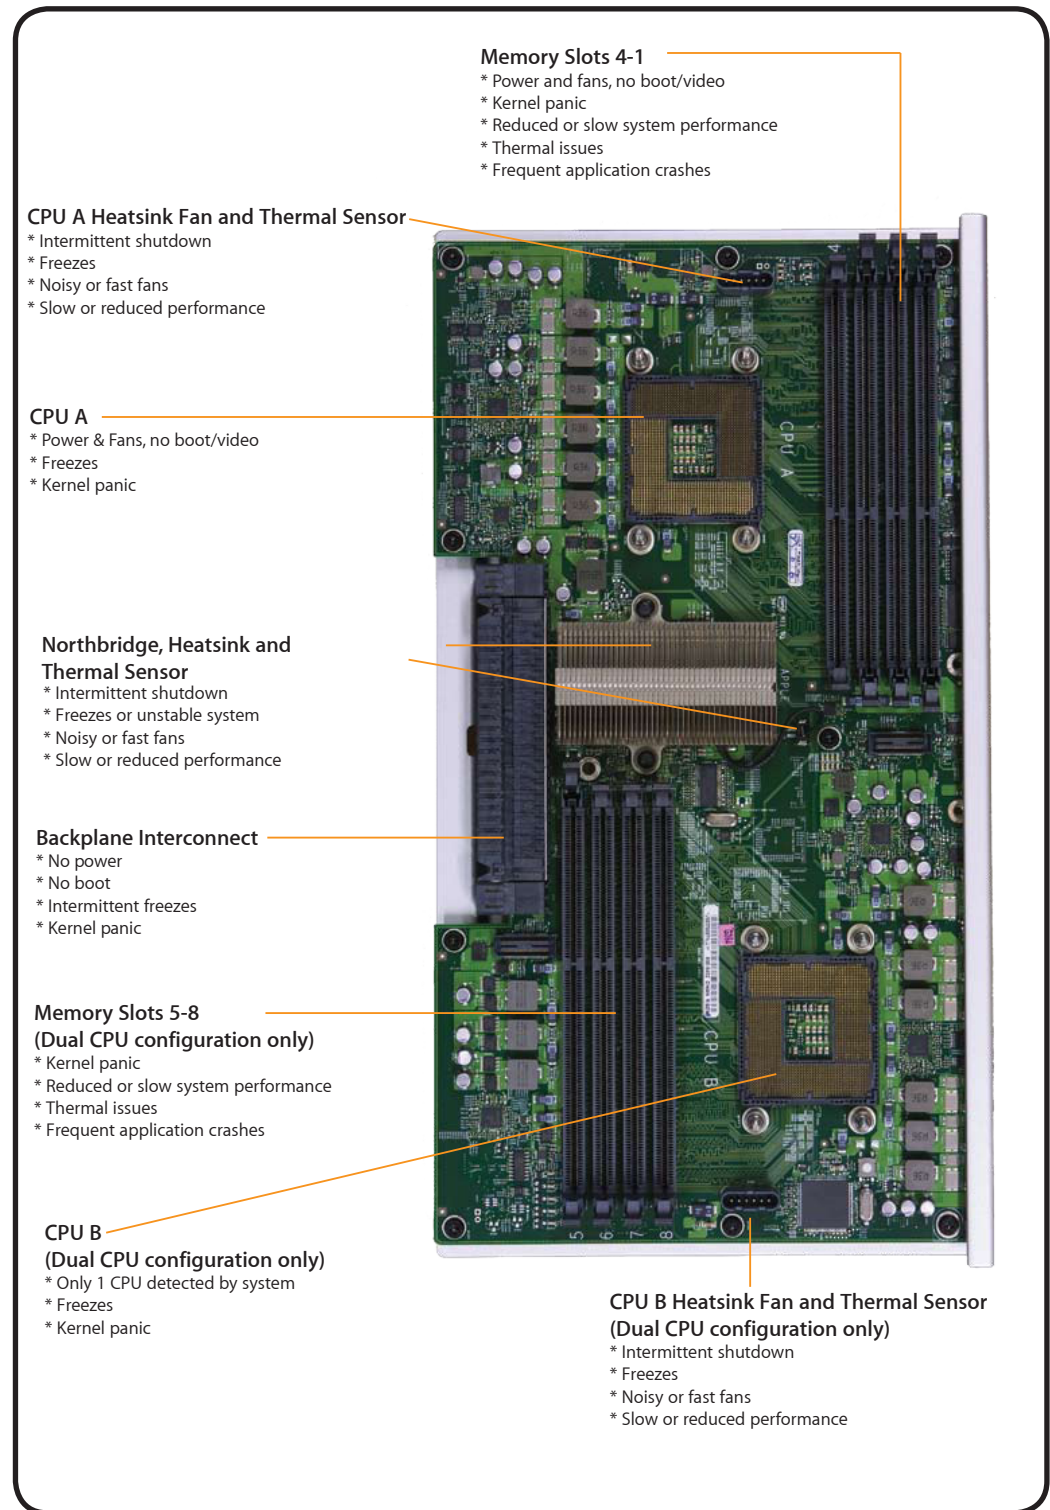 Memory Slots 4-1
* Power and fans, no boot/video
* Kernel panic
* Reduced or slow system performance
* Thermal issues
* Frequent application crashes
CPU A Heatsink Fan and Thermal Sensor
* Intermittent shutdown
* Freezes
* Noisy or fast fans
* Slow or reduced performance
4
CPU A
* Power & Fans, no boot/video
* Freezes
* Kernel panic
CPU A
Northbridge, Heatsink and
Thermal Sensor
* Intermittent shutdown
* Freezes or unstable system
* Noisy or fast fans
* Slow or reduced performance
APPLE
Backplane Interconnect
* No power
* No boot
* Intermittent freezes
* Kernel panic
Memory Slots 5-8
(Dual CPU configuration only)
* Kernel panic
* Reduced or slow system performance
* Thermal issues
* Frequent application crashes
CPU B
5 6 7 8
CPU B
(Dual CPU configuration only)
* Only 1 CPU detected by system
* Freezes
* Kernel panic
CPU B Heatsink Fan and Thermal Sensor
(Dual CPU configuration only)
* Intermittent shutdown
* Freezes
* Noisy or fast fans
* Slow or reduced performance